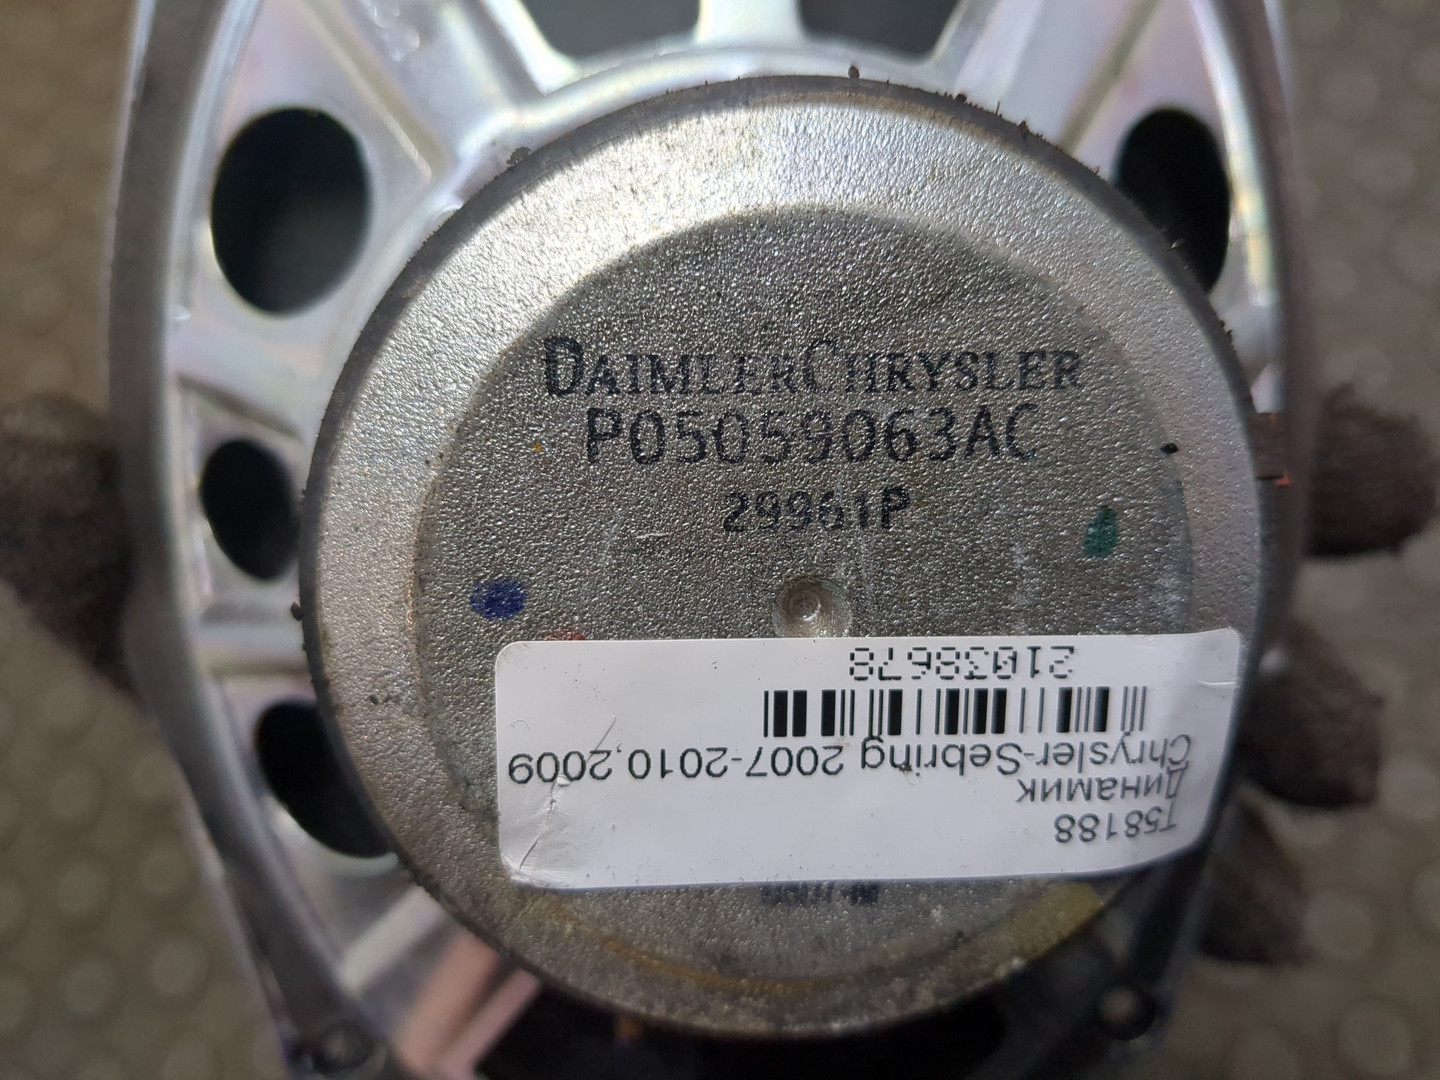 DAIMLERCHRYSLER
P05059063AC
29961P
T58188
Динамик
Chrysler-Sebring 2007-2010,2009
21038678